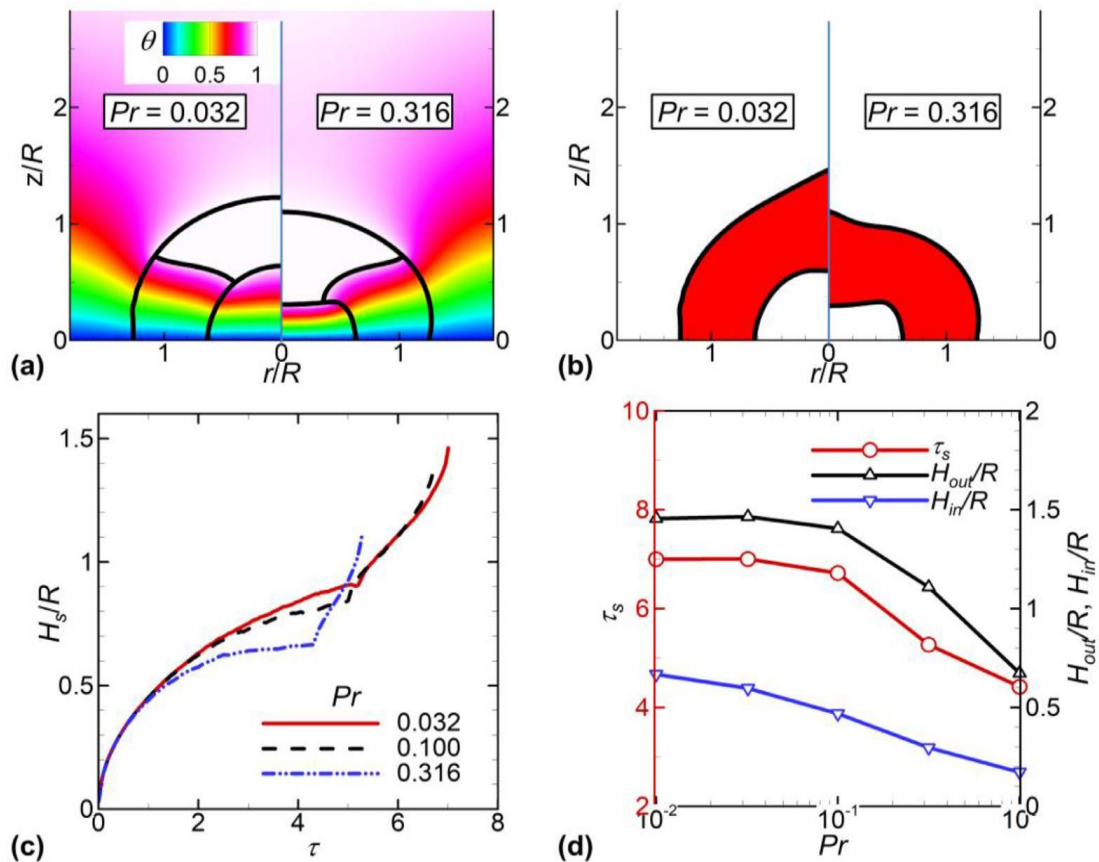 θ
0 0.5 1
Pr = 0.032
Pr = 0.316
2
1
0
z/R
2
1
0
1 0 1
r/R
(a)
Pr = 0.032
Pr = 0.316
2
1
0
z/R
2
1
0
1 0 1
r/R
(b)
1.5
1
0.5
0
H_s/R
Pr
0.032
0.100
0.316
0 2 4 6 8
τ
(c)
10
8
6
4
2
τ_s
τ_s
H_out/R
H_in/R
2
1.5
1
0.5
0
H_out/R, H_in/R
10^-2 10^-1 10^0
Pr
(d)